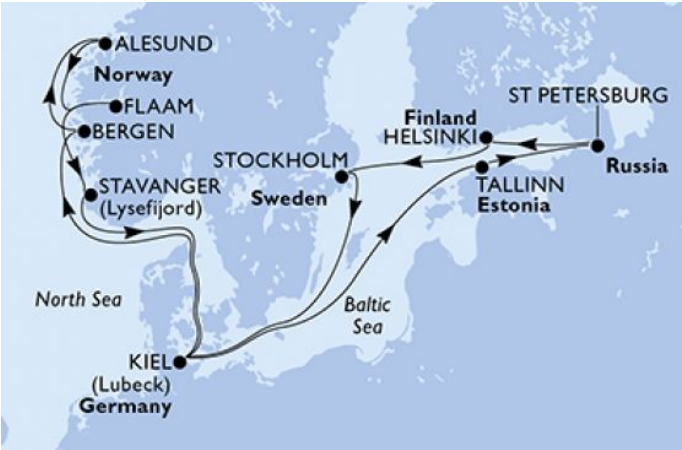 ALESUND
Norway
FLAAM
BERGEN
STAVANGER
(Lysefijord)
North Sea
KIEL
(Lubeck)
Germany
STOCKHOLM
Sweden
Baltic
Sea
Finland
HELSINKI
TALLINN
Estonia
ST PETERSBURG
Russia